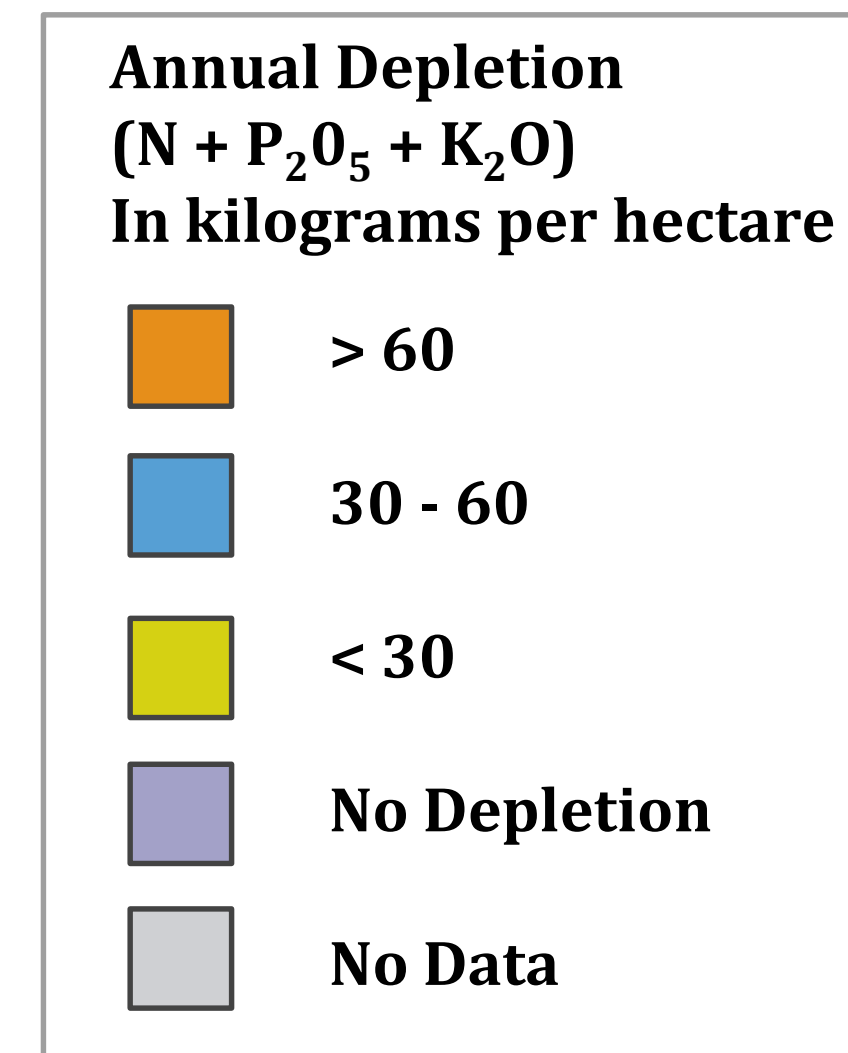 Annual Depletion
(N + P₂0₅ + K₂O)
In kilograms per hectare
> 60
30 - 60
< 30
No Depletion
No Data